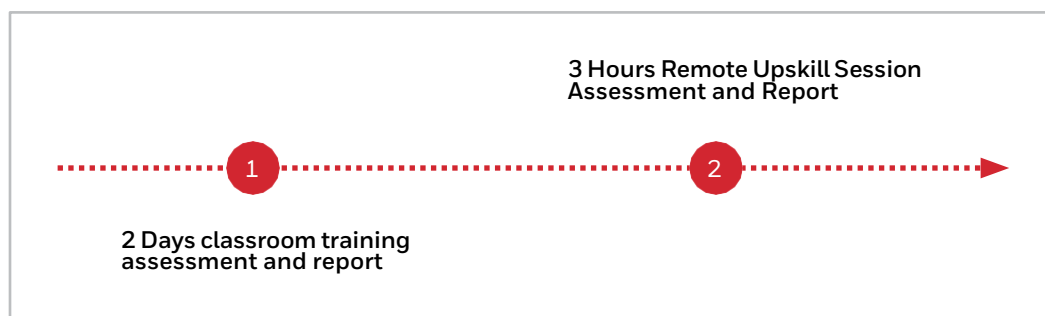 3 Hours Remote Upskill Session
Assessment and Report
1
2
2 Days classroom training
assessment and report